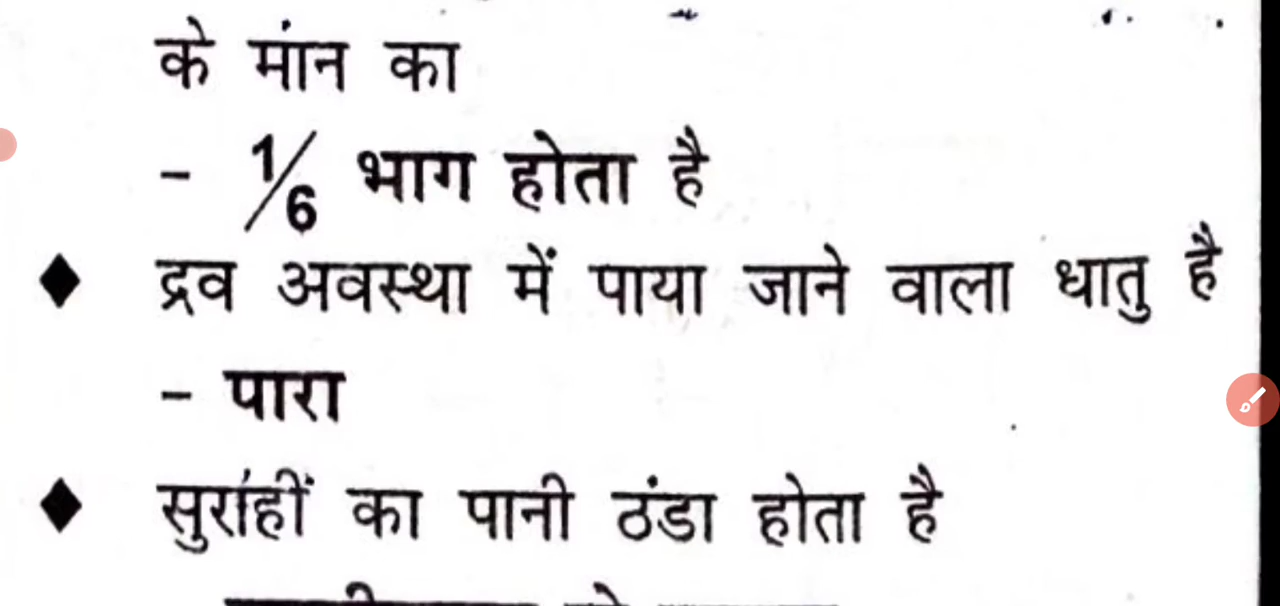 के मांन का
- 1/6 भाग होता है
♦ द्रव अवस्था में पाया जाने वाला धातु है
- पारा
♦ सुरांहीं का पानी ठंडा होता है